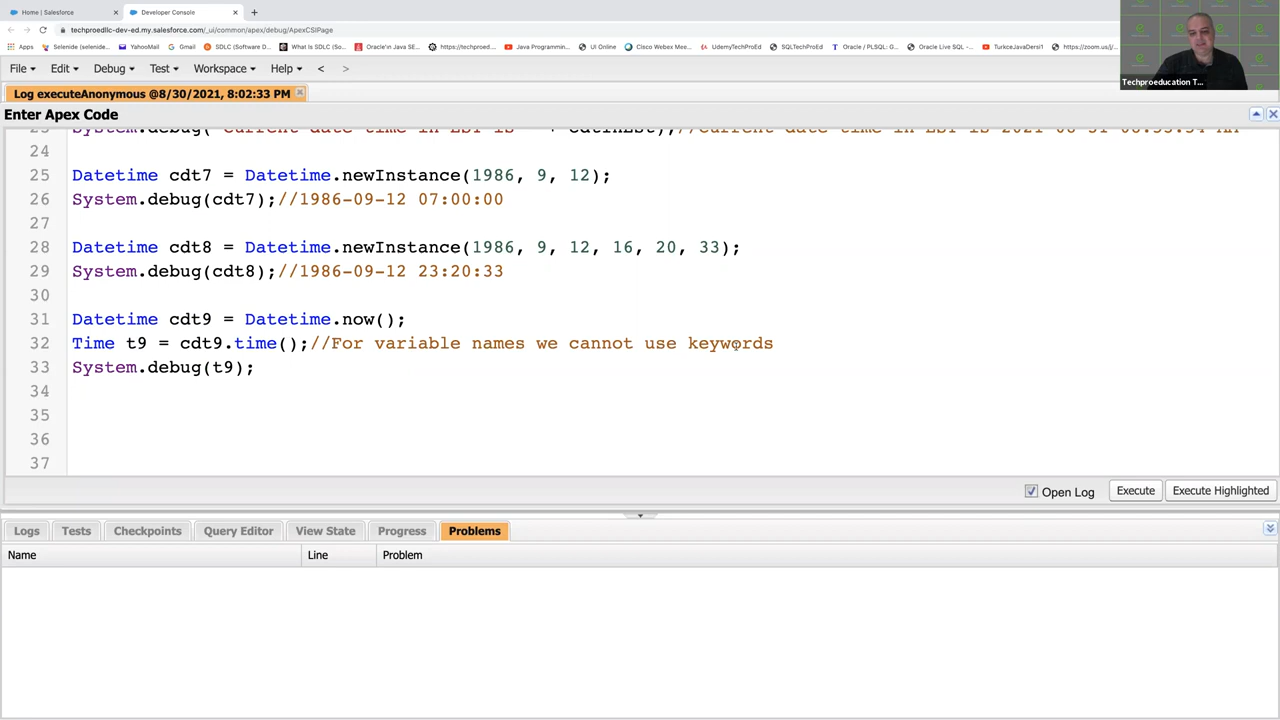 Home | Salesforce
Developer Console
techproedllc-dev-ed.my.salesforce.com/_ui/common/apex/debug/ApexCSIPage
Apps Selenide (selenide... YahooMail Gmail SDLC (Software D... What Is SDLC (Soft... Oracle'in Java SE... https://techproed.... Java Programmin... UI Online Cisco Webex Mee... UdemyTechProEd SQLTechProEd Oracle / PLSQL: G... Oracle Live SQL -... TurkceJavaDersi1 https://zoom.us/j/...
Techproeducation T...
File Edit Debug Test Workspace Help < >
Log executeAnonymous @8/30/2021, 8:02:33 PM
Enter Apex Code
24
25 Datetime cdt7 = Datetime.newInstance(1986, 9, 12);
26 System.debug(cdt7);//1986-09-12 07:00:00
27
28 Datetime cdt8 = Datetime.newInstance(1986, 9, 12, 16, 20, 33);
29 System.debug(cdt8);//1986-09-12 23:20:33
30
31 Datetime cdt9 = Datetime.now();
32 Time t9 = cdt9.time();//For variable names we cannot use keywords
33 System.debug(t9);
34
35
36
37
Open Log Execute Execute Highlighted
Logs Tests Checkpoints Query Editor View State Progress Problems
Name Line Problem